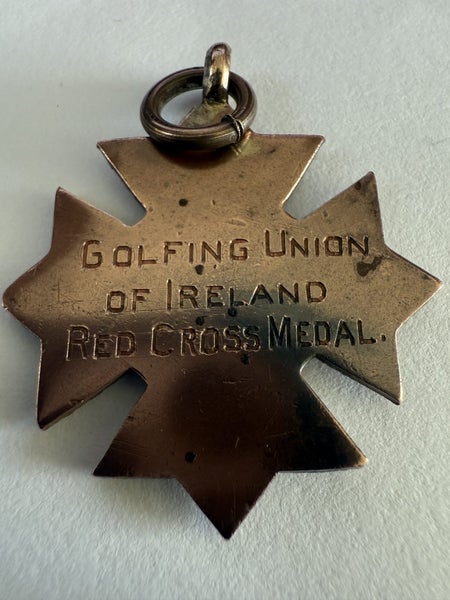 GOLFING UNION
OF IRELAND
RED CROSS MEDAL.